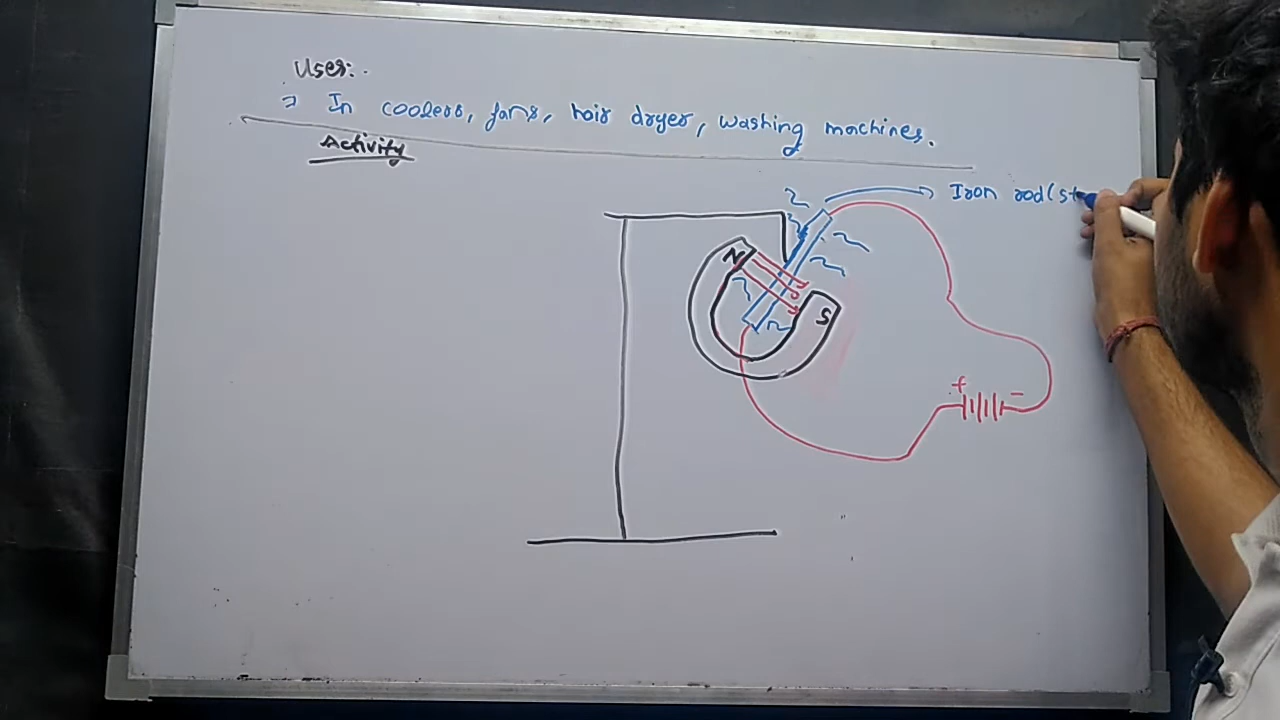 Uses:-
⇒ In coolers, fans, hair dryer, washing machines.
Activity
Iron rod(st
N
S
+ -